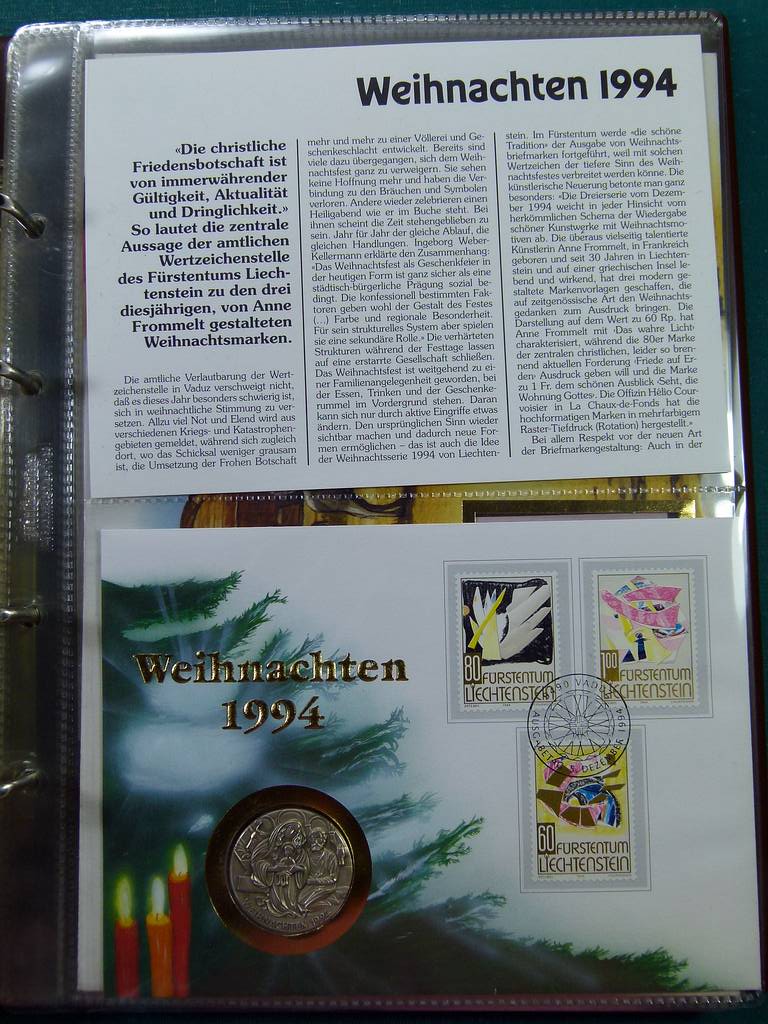 Weihnachten 1994
«Die christliche
Friedensbotschaft ist
von immerwährender
Gültigkeit, Aktualität
und Dringlichkeit.»
So lautet die zentrale
Aussage der amtlichen
Wertzeichenstelle
des Fürstentums Liech-
tenstein zu den drei
diesjährigen, von Anne
Frommelt gestalteten
Weihnachtsmarken.
Die amtliche Verlautbarung der Wert-
zeichenstelle in Vaduz verschweigt nicht,
daß es dieses Jahr besonders schwierig ist,
sich in weihnachtliche Stimmung zu ver-
setzen. Allzu viel Not und Elend wird aus
verschiedenen Kriegs- und Katastrophen-
gebieten gemeldet, während sich zugleich
dort, wo das Schicksal weniger grausam
ist, die Umsetzung der Frohen Botschaft
mehr und mehr zu einer Völlerei und Ge-
schenkeschlacht entwickelt. Bereits sind
viele dazu übergegangen, sich dem Weih-
nachtsfest ganz zu verweigern. Sie sehen
keine Hoffnung mehr und haben die Ver-
bindung zu den Bräuchen und Symbolen
verloren. Andere wieder zelebrieren einen
Heiligabend wie er im Buche steht. Bei
ihnen scheint die Zeit stehengeblieben zu
sein. Jahr für Jahr der gleiche Ablauf, die
gleichen Handlungen. Ingeborg Weber-
Kellermann erklärte den Zusammenhang:
«Das Weihnachtsfest als Geschenkfeier in
der heutigen Form ist ganz sicher als eine
städtisch-bürgerliche Prägung sozial be-
dingt. Die konfessionell bestimmten Fak-
toren geben wohl der Gestalt des Festes
(...) Farbe und regionale Besonderheit.
Für sein strukturelles System aber spielen
sie eine sekundäre Rolle.» Die verhärteten
Strukturen während der Festtage lassen
auf eine erstarrte Gesellschaft schließen.
Das Weihnachtsfest ist weitgehend zu ei-
ner Familienangelegenheit geworden, bei
der Essen, Trinken und der Geschenke-
rummel im Vordergrund stehen. Daran
kann sich nur durch aktive Eingriffe etwas
ändern. Den ursprünglichen Sinn wieder
sichtbar machen und dadurch neue For-
men ermöglichen – das ist auch die Idee
der Weihnachtsserie 1994 von Liechten-
stein. Im Fürstentum werde «die schöne
Tradition» der Ausgabe von Weihnachts-
briefmarken fortgeführt, weil mit solchen
Wertzeichen der tiefere Sinn des Weih-
nachtsfestes verbreitet werden könne. Die
künstlerische Neuerung betonte man ganz
besonders: «Die Dreierserie vom Dezem-
ber 1994 weicht in jeder Hinsicht vom
herkömmlichen Schema der Wiedergabe
schöner Kunstwerke mit Weihnachtsmo-
tiven ab. Die überaus vielseitig talentierte
Künstlerin Anne Frommelt, in Frankreich
geboren und seit 30 Jahren in Liechten-
stein und auf einer griechischen Insel le-
bend und wirkend, hat drei modern ge-
staltete Markenvorlagen geschaffen, die
auf zeitgenössische Art den Weihnachts-
gedanken zum Ausdruck bringen. Die
Darstellung auf dem Wert zu 60 Rp. hat
Anne Frommelt mit ‹Das wahre Licht›
charakterisiert, während die 80er Marke
der zentralen christlichen, leider so bren-
nend aktuellen Forderung ‹Friede auf Er-
den› Ausdruck geben will und die Marke
zu 1 Fr. dem schönen Ausblick ‹Seht, die
Wohnung Gottes›. Die Offizin Hélio Cour-
voisier in La Chaux-de-Fonds hat die
hochformatigen Marken in mehrfarbigem
Raster-Tiefdruck (Rotation) hergestellt.»
Bei allem Respekt vor der neuen Art
der Briefmarkengestaltung: Auch in der
Weihnachten
1994
80 FÜRSTENTUM
LIECHTENSTEIN
100 FÜRSTENTUM
LIECHTENSTEIN
9490 VADUZ
AUSGABETAG 5. DEZEMBER 1994
60 FÜRSTENTUM
LIECHTENSTEIN
WEIHNACHTEN 1994